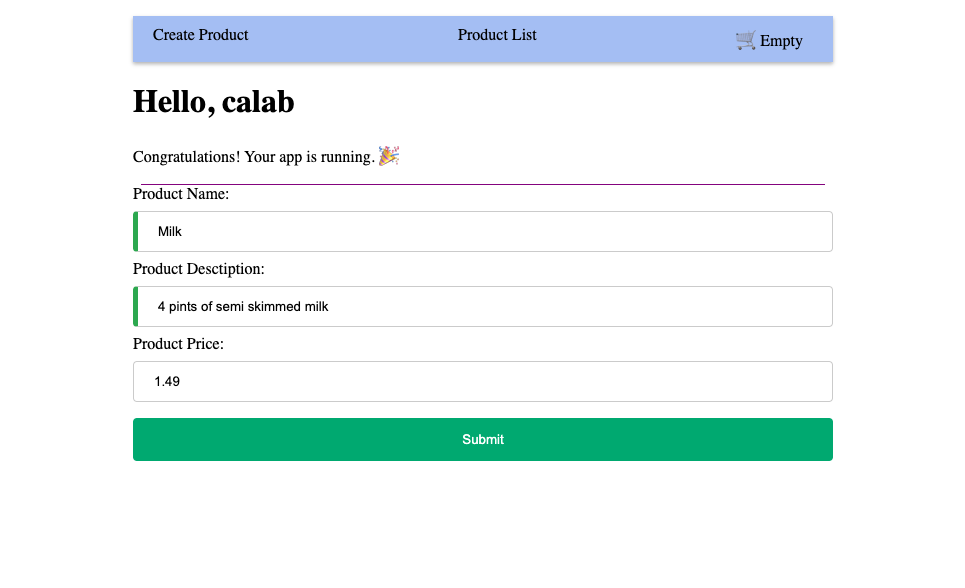 Create Product Product List 🛒 Empty
Hello, calab
Congratulations! Your app is running. 🎉
Product Name:
Milk
Product Desctiption:
4 pints of semi skimmed milk
Product Price:
1.49
Submit